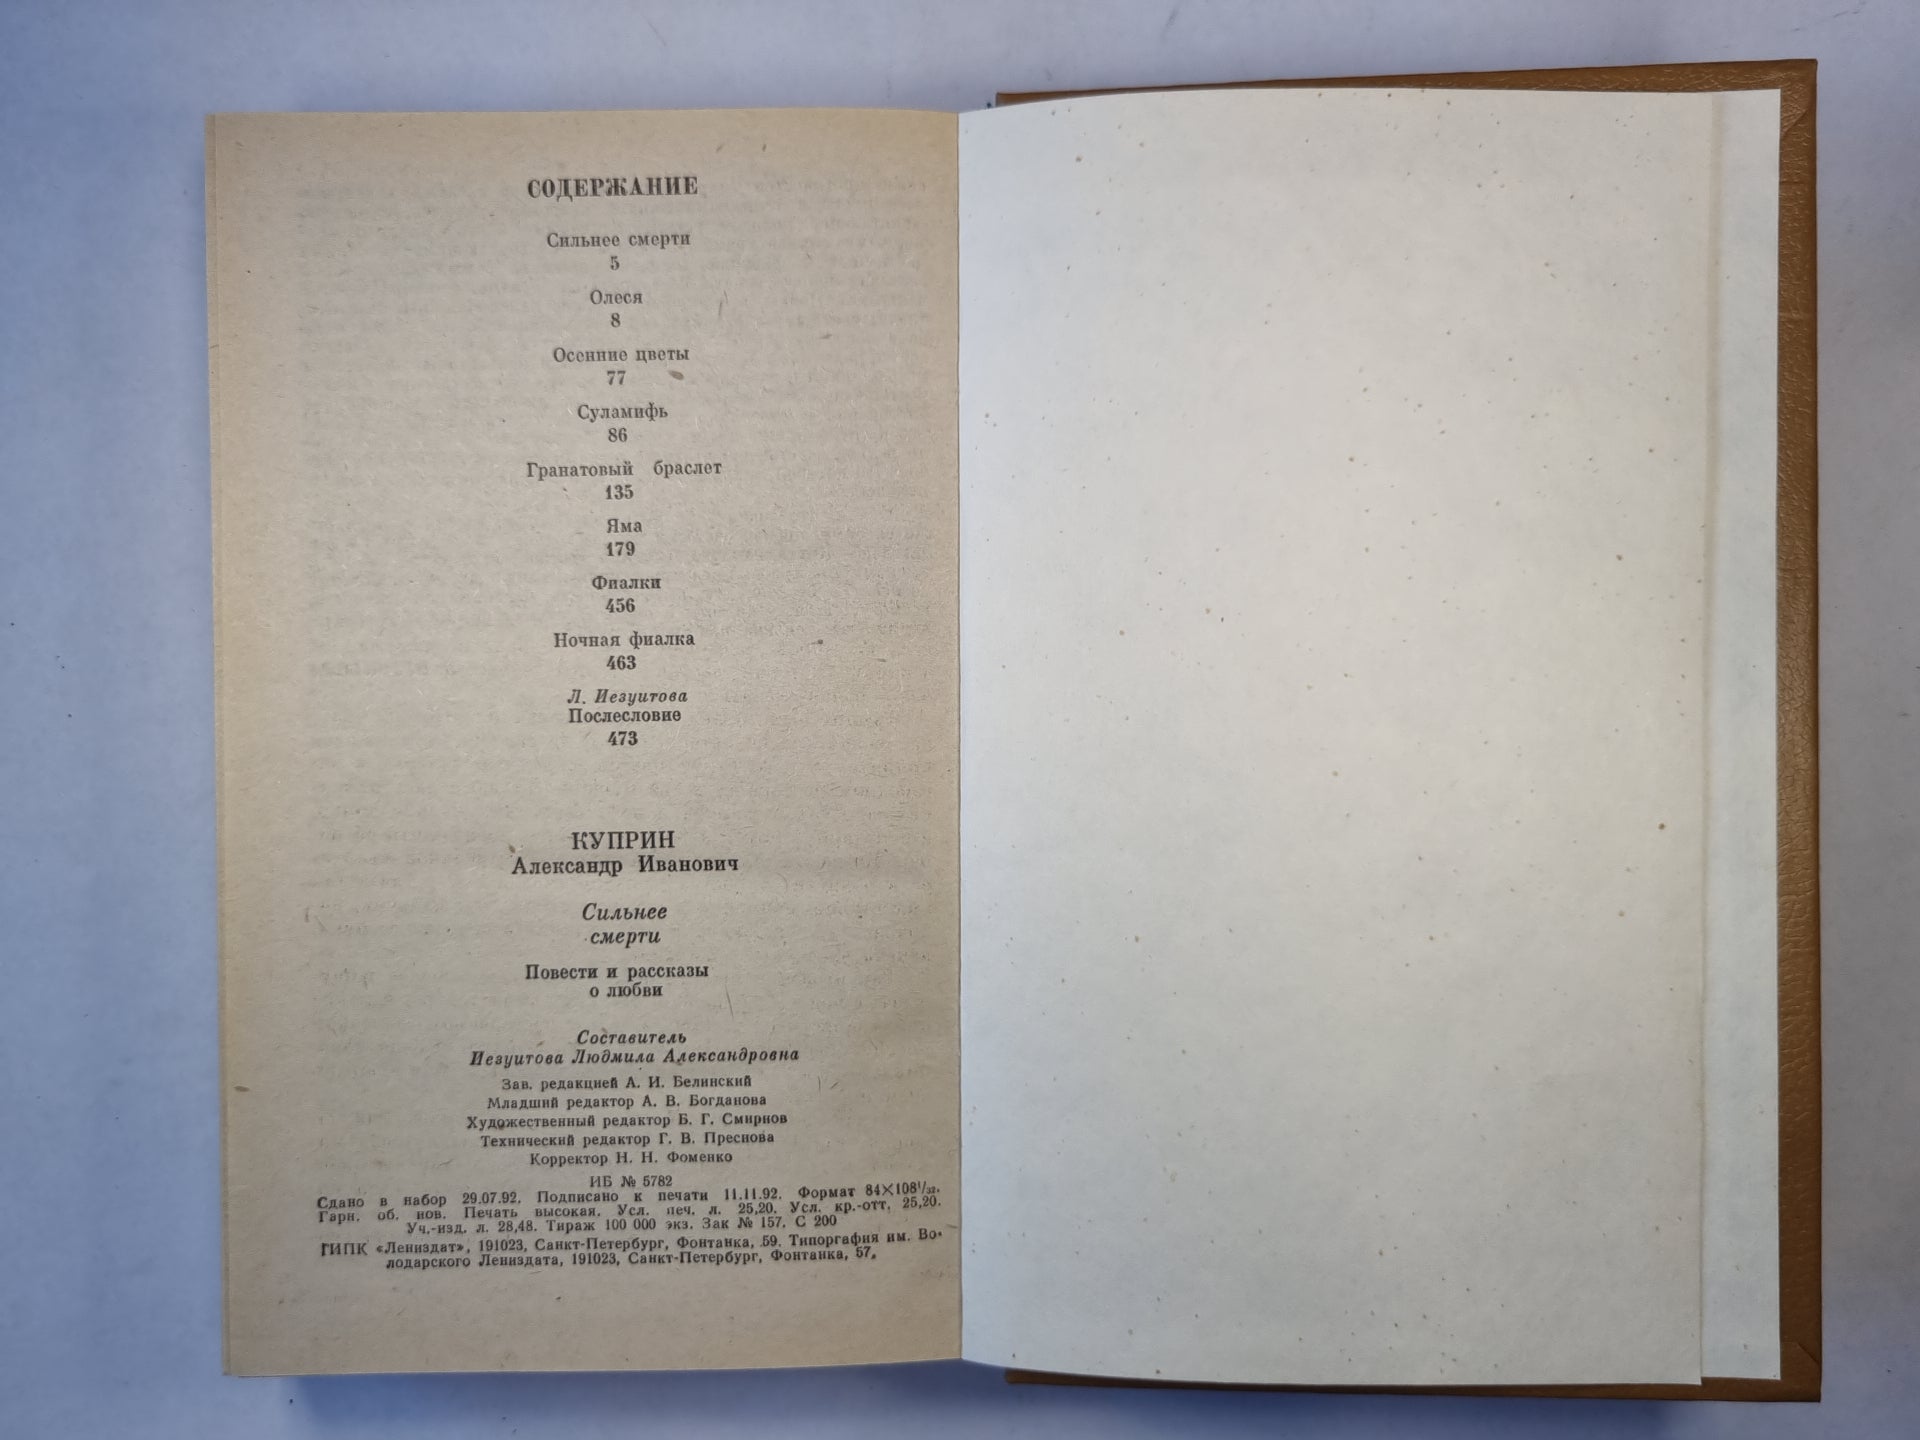 СОДЕРЖАНИЕ
Сильнее смерти
5
Олеся
8
Осенние цветы
77
Суламифь
86
Гранатовый браслет
135
Яма
179
Фиалки
456
Ночная фиалка
463
Л. Иезуитова
Послесловие
473
КУПРИН
Александр Иванович
Сильнее
смерти
Повести и рассказы
о любви
Составитель
Иезуитова Людмила Александровна
Зав. редакцией А. И. Белинский
Младший редактор А. В. Богданова
Художественный редактор Б. Г. Смирнов
Технический редактор Г. В. Преснова
Корректор Н. Н. Фоменко
ИБ № 5782
Сдано в набор 29.07.92. Подписано к печати 11.11.92. Формат 84×108¹/₃₂.
Гарн. об. нов. Печать высокая. Усл. печ. л. 25,20. Усл. кр.-отт. 25,20.
Уч.-изд. л. 28,48. Тираж 100 000 экз. Зак № 157. С 200
ГИПК «Лениздат», 191023, Санкт-Петербург, Фонтанка, 59. Типоргафия им. Во-
лодарского Лениздата, 191023, Санкт-Петербург, Фонтанка, 57.